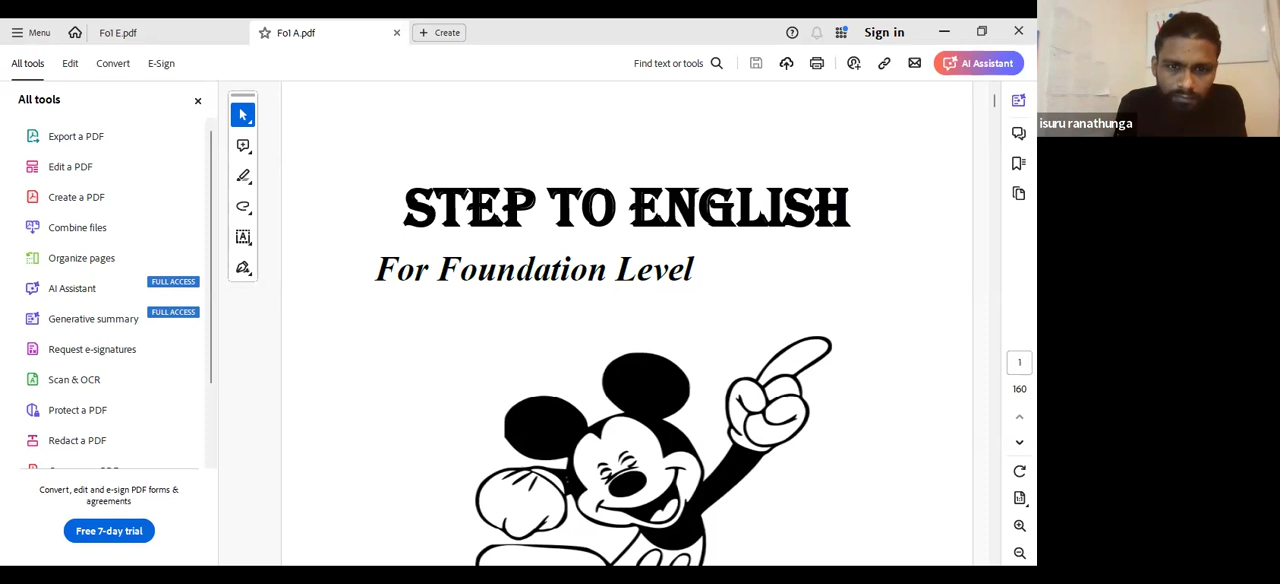 Menu
Fo1 E.pdf
Fo1 A.pdf
Create
Sign in
All tools
Edit
Convert
E-Sign
Find text or tools
AI Assistant
All tools
Export a PDF
Edit a PDF
Create a PDF
Combine files
Organize pages
AI Assistant
FULL ACCESS
Generative summary
FULL ACCESS
Request e-signatures
Scan & OCR
Protect a PDF
Redact a PDF
Convert, edit and e-sign PDF forms &
agreements
Free 7-day trial
STEP TO ENGLISH
For Foundation Level
1
160
isuru ranathunga